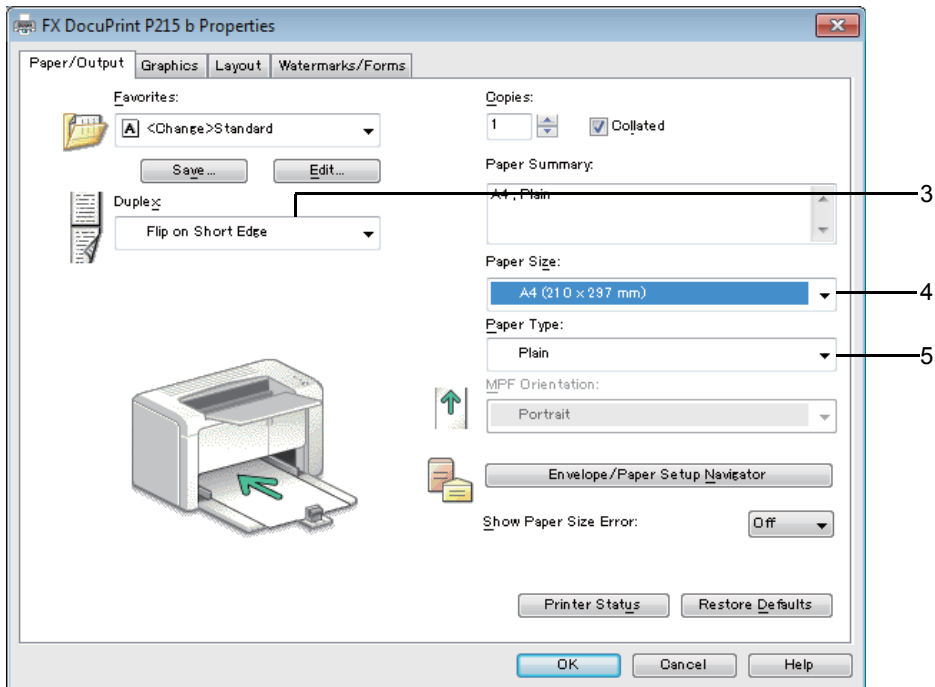 FX DocuPrint P215 b Properties
Paper/Output
Graphics
Layout
Watermarks/Forms
Favorites:
A <Change>Standard
Save...
Edit...
Duplex:
Flip on Short Edge
Copies:
1
Collated
Paper Summary:
A4 , Plain
3
Paper Size:
A4 (210 x 297 mm)
4
Paper Type:
Plain
5
MPF Orientation:
Portrait
Envelope/Paper Setup Navigator
Show Paper Size Error:
Off
Printer Status
Restore Defaults
OK
Cancel
Help